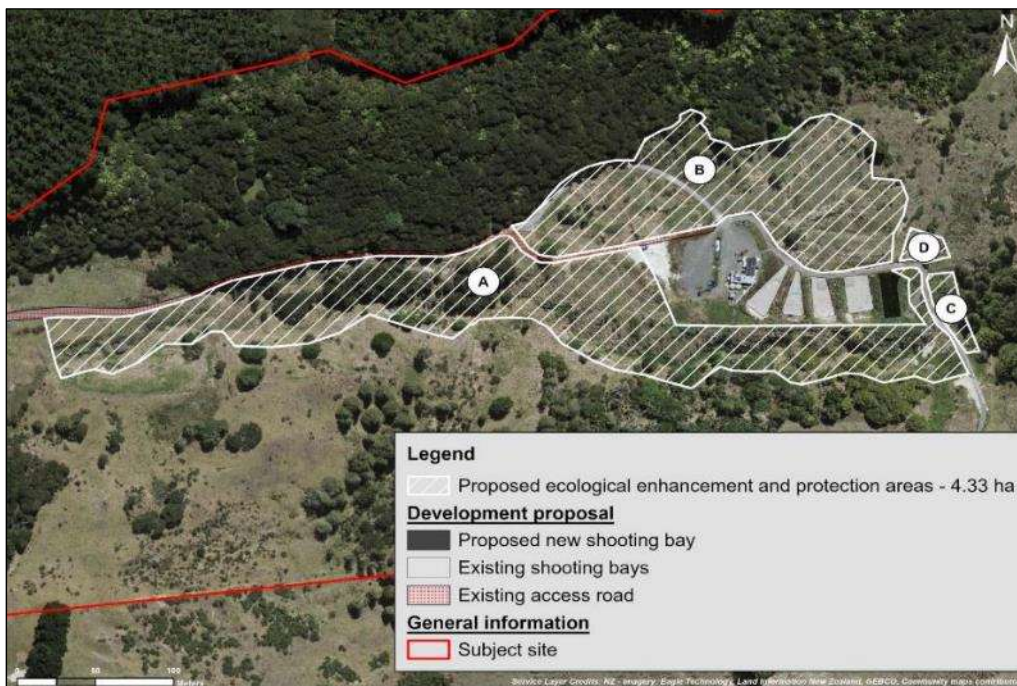 N
B
D
A
C
Legend
Proposed ecological enhancement and protection areas - 4.33 ha
Development proposal
Proposed new shooting bay
Existing shooting bays
Existing access road
General information
Subject site
0 50 100
Meters
Service Layer Credits: NZ - Imagery: Eagle Technology, Land Information New Zealand, GEBCO, Community maps